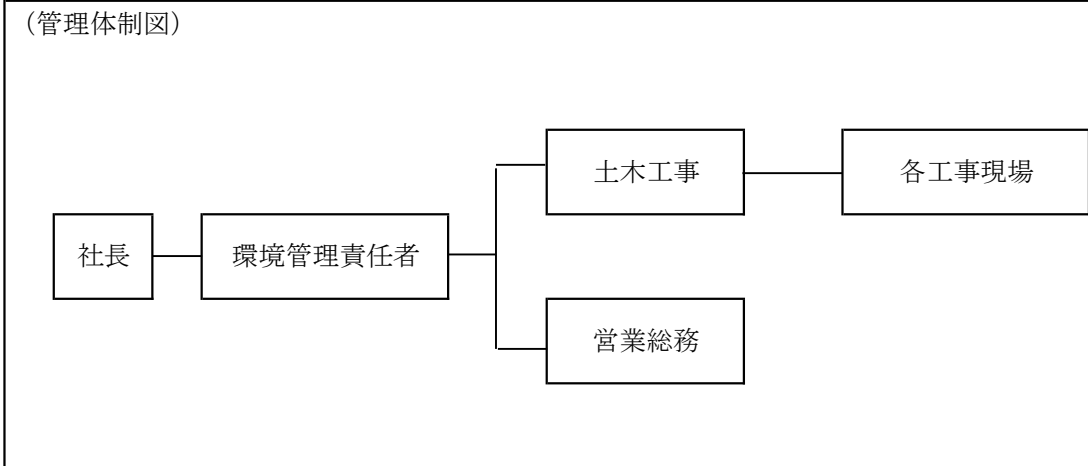 （管理体制図）
土木工事
各工事現場
社長
環境管理責任者
営業総務